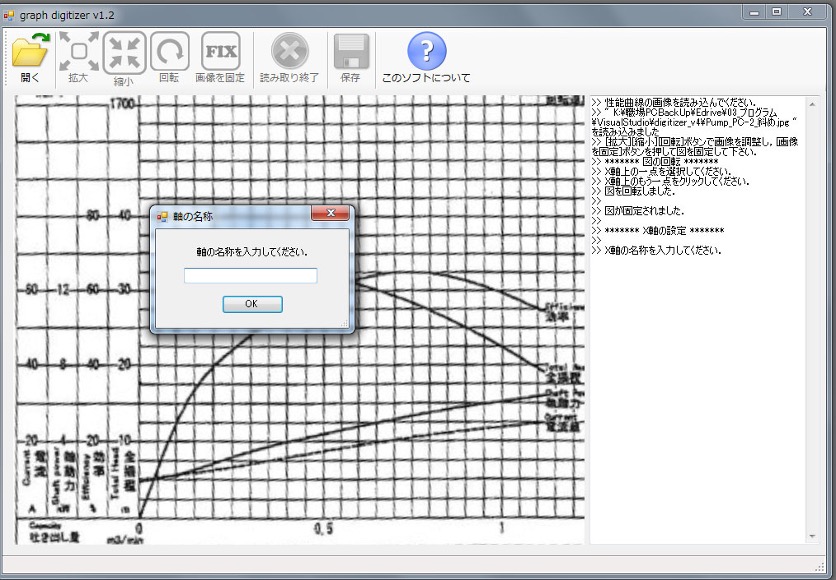 graph digitizer v1.2
開く
拡大
縮小
回転
FIX
画像を固定
読み取り終了
保存
このソフトについて
1700
回転
80 40
60 12 60 30
40 8 40 20
20 4 20 10
Current
電流
A
Shaft power
軸動力
kW
Efficiency
効率
%
Total Head
全揚程
m
0 0.5 1
Capacity
吐き出し量
m3/min
効率
全揚程
軸動力
Current
電流値
軸の名称
軸の名称を入力してください.
OK
>> 性能曲線の画像を読み込んでください.
>> " K:¥職場PCBackUp¥Edrive¥03_プログラム
¥VisualStudio¥digitizer_v4¥Pump_PC-2_斜め.jpg "
を読み込みました
>> [拡大][縮小][回転]ボタンで画像を調整し, [画像
を固定]ボタンを押して図を固定して下さい.
>> ******* 図の回転 *******
>> X軸上の一点を選択してください.
>> X軸上のもう一点をクリックしてください.
>> 図を回転しました.
>>
>> 図が固定されました.
>> ******* X軸の設定 *******
>>
>> X軸の名称を入力してください.